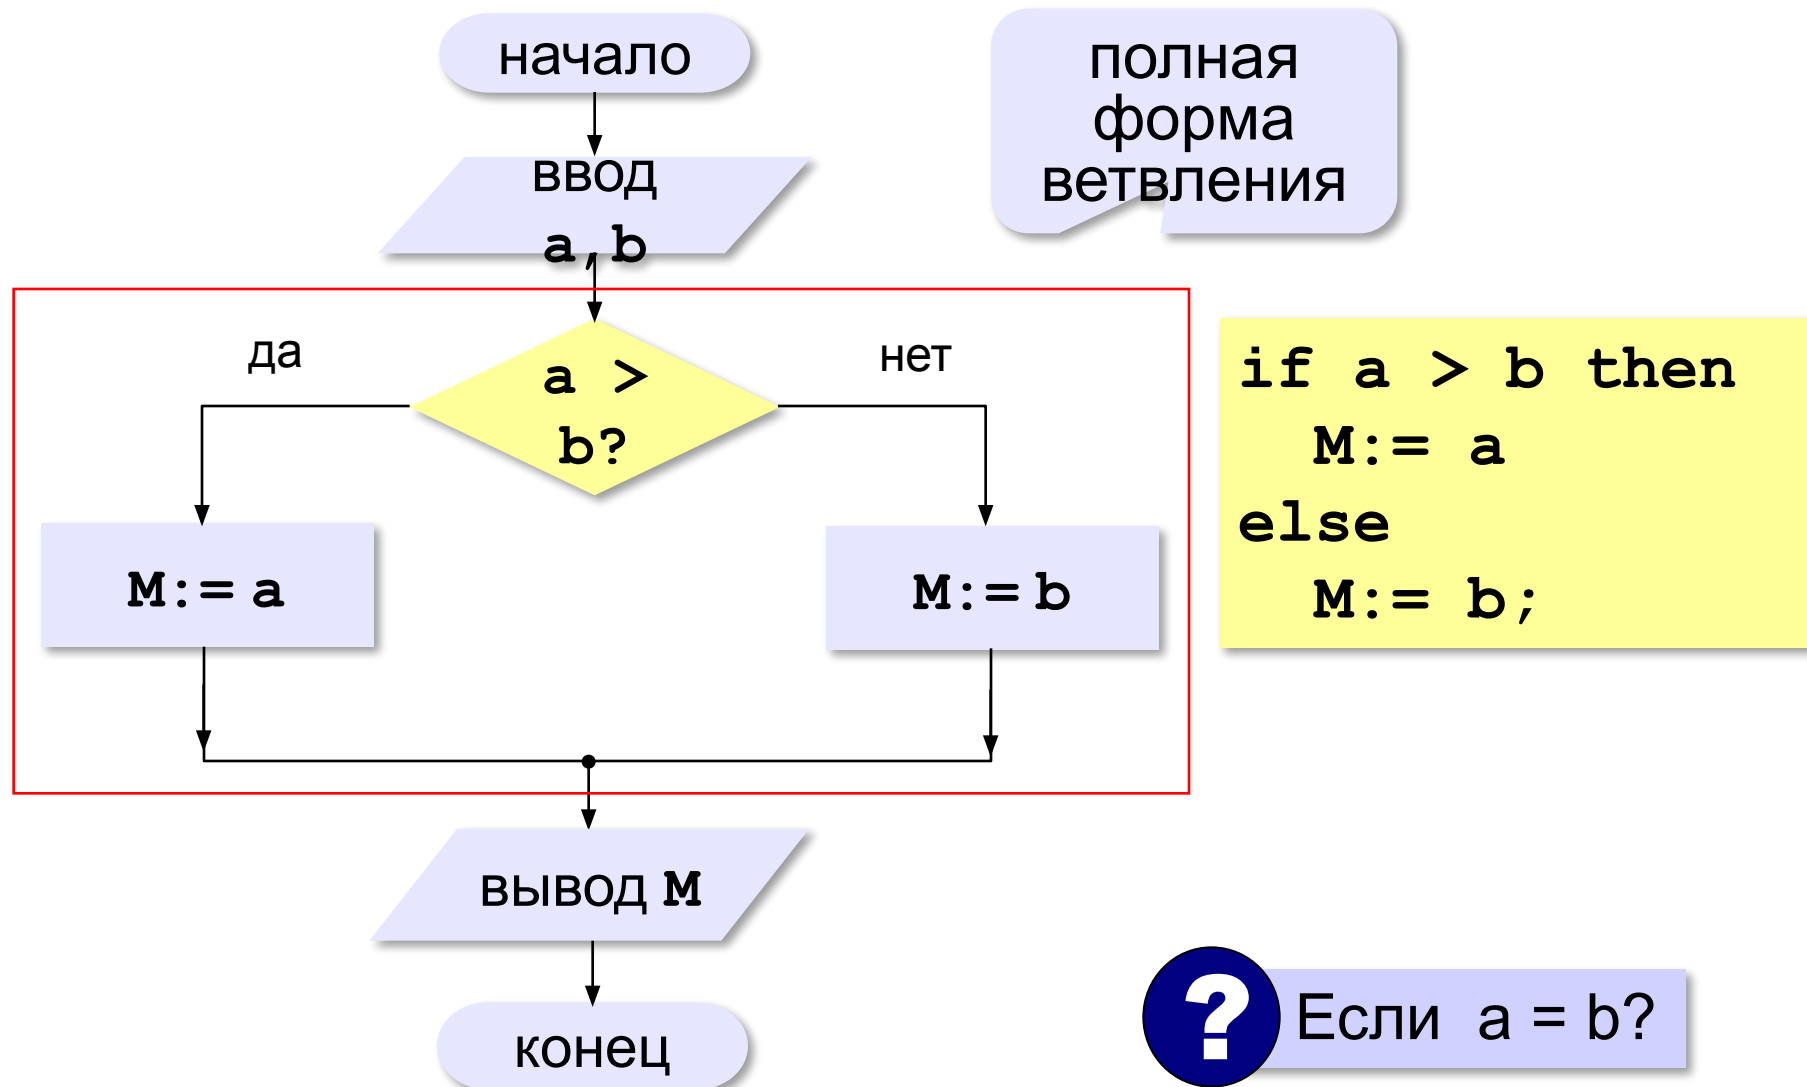 начало
полная
форма
ветвления
ввод
a,b
да
нет
a >
b?
if a > b then
M:= a
else
M:= b;
M:= a
M:= b
вывод M
? Если a = b?
конец